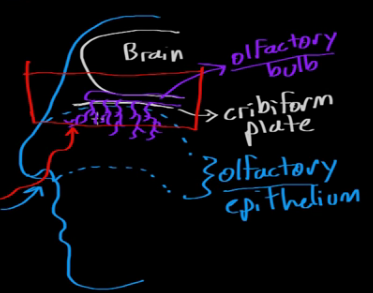 Brain
olfactory
bulb
cribiform
plate
olfactory
epithelium